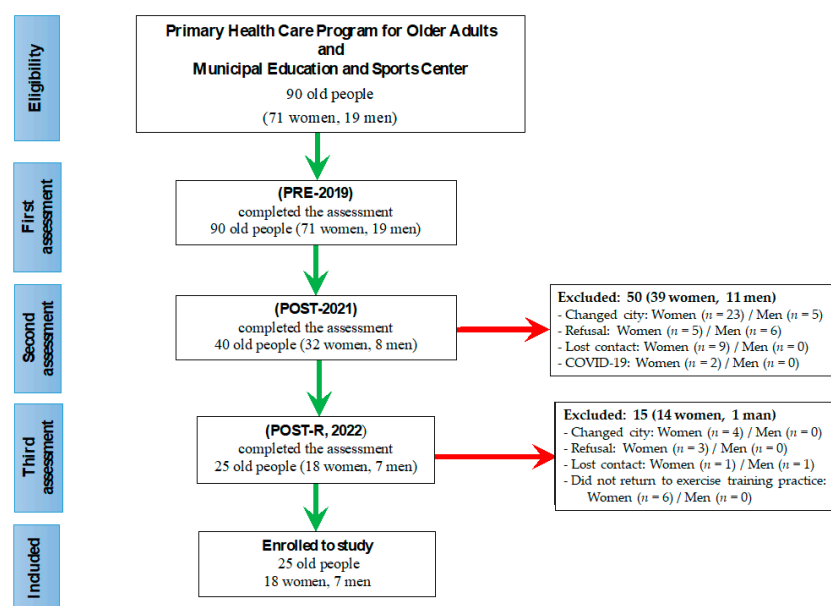 Eligibility
Primary Health Care Program for Older Adults
and
Municipal Education and Sports Center
90 old people
(71 women, 19 men)
First
assessment
(PRE-2019)
completed the assessment
90 old people (71 women, 19 men)
Second
assessment
(POST-2021)
completed the assessment
40 old people (32 women, 8 men)
Excluded: 50 (39 women, 11 men)
- Changed city: Women (n = 23) / Men (n = 5)
- Refusal: Women (n = 5) / Men (n = 6)
- Lost contact: Women (n = 9) / Men (n = 0)
- COVID-19: Women (n = 2) / Men (n = 0)
Third
assessment
(POST-R, 2022)
completed the assessment
25 old people (18 women, 7 men)
Excluded: 15 (14 women, 1 man)
- Changed city: Women (n = 4) / Men (n = 0)
- Refusal: Women (n = 3) / Men (n = 0)
- Lost contact: Women (n = 1) / Men (n = 1)
- Did not return to exercise training practice:
Women (n = 6) / Men (n = 0)
Included
Enrolled to study
25 old people
18 women, 7 men